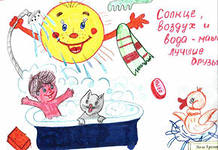 Солнце,
воздух и
вода - наши
лучшие друзья